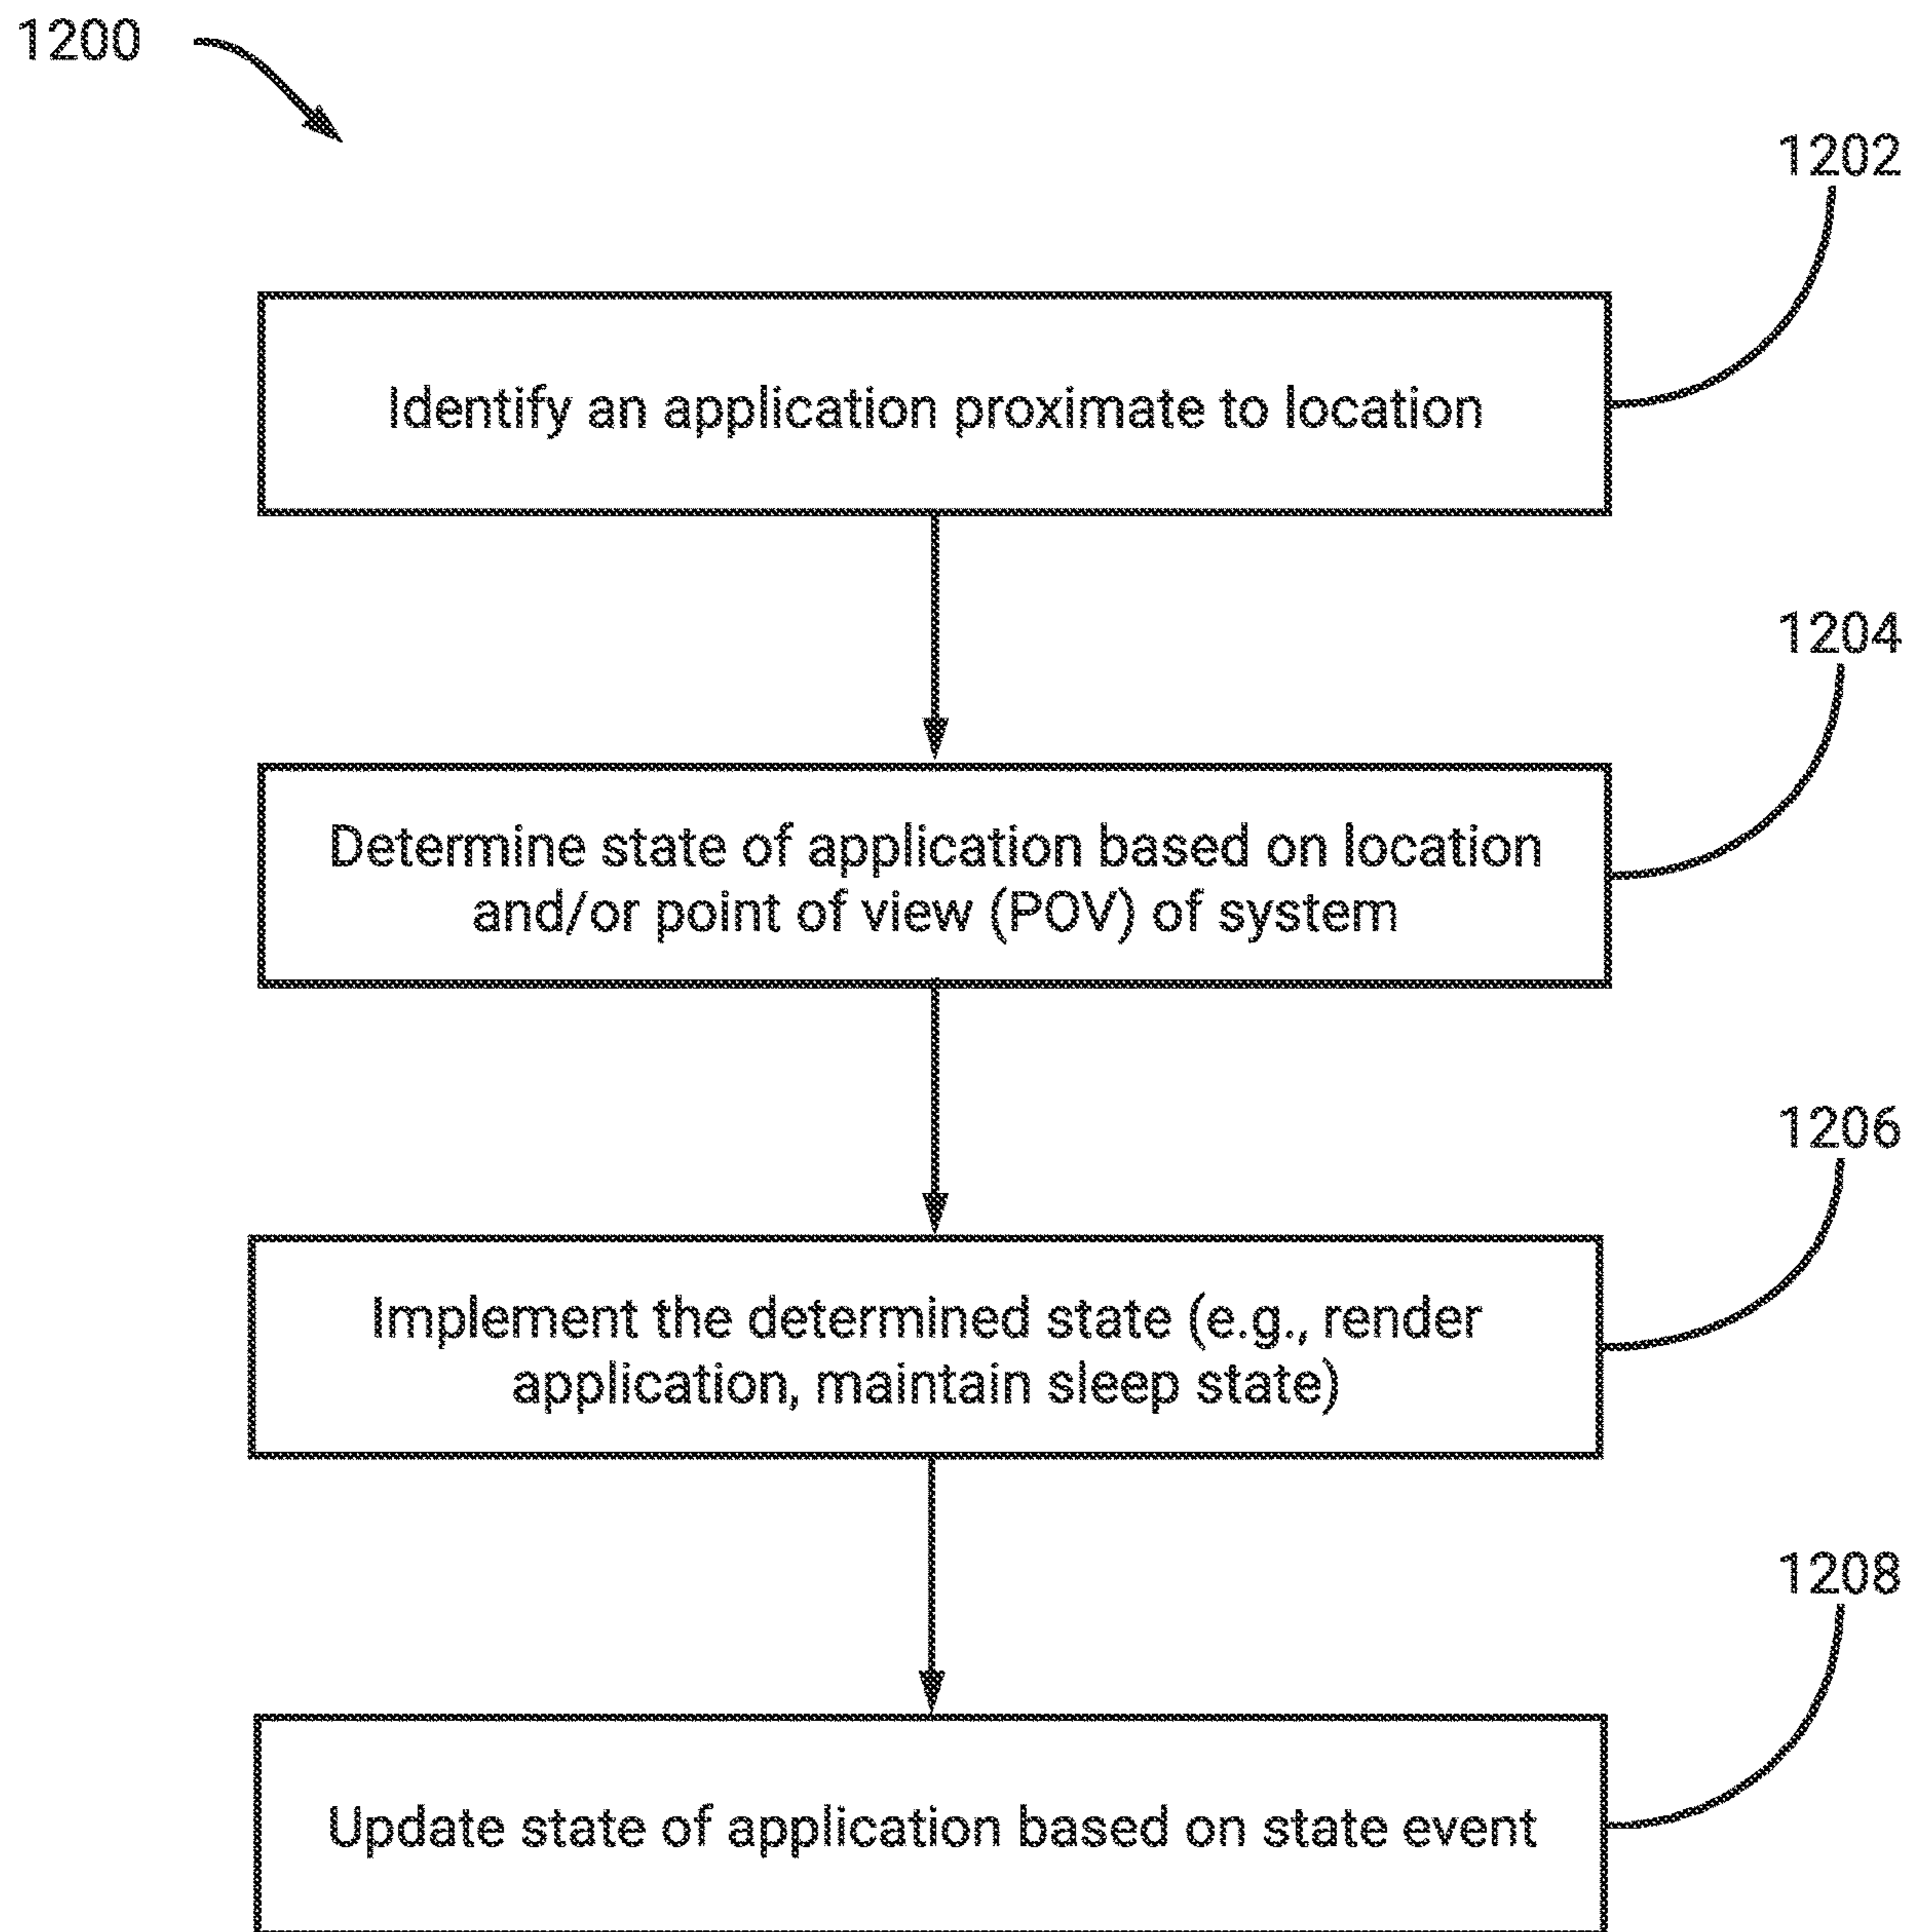 1200
1202
Identify an application proximate to location
1204
Determine state of application based on location
and/or point of view (POV) of system
1206
Implement the determined state (e.g., render
application, maintain sleep state)
1208
Update state of application based on state event